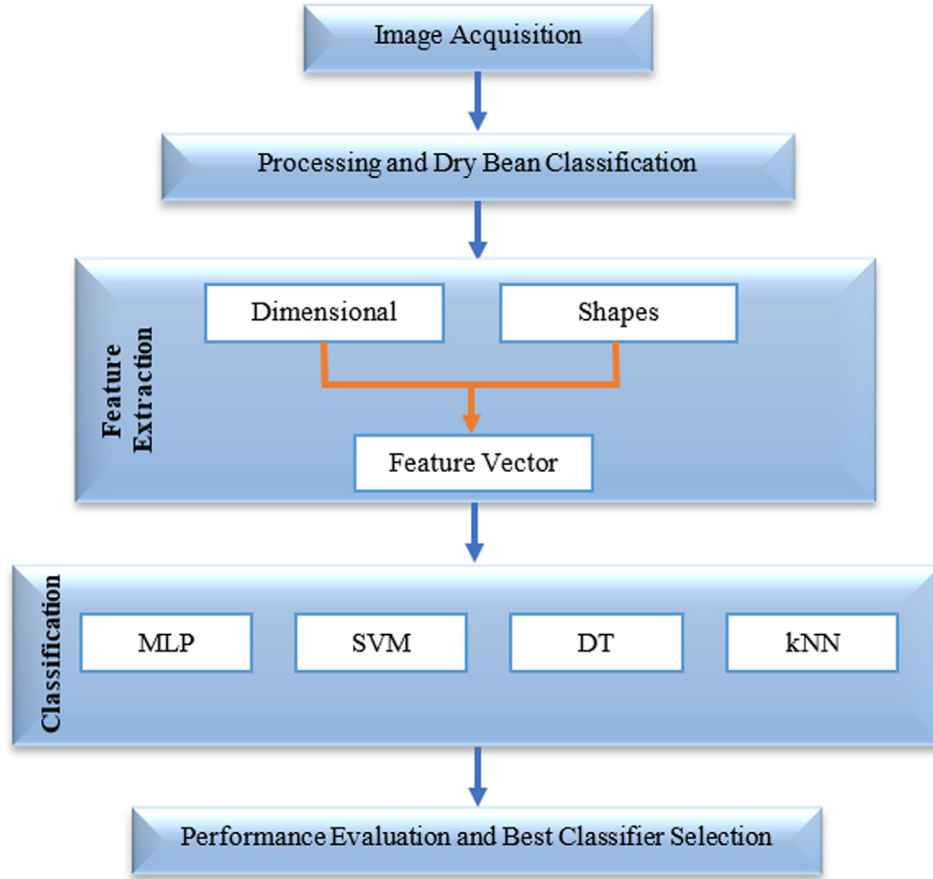 Image Acquisition
Processing and Dry Bean Classification
Feature
Extraction
Dimensional
Shapes
Feature Vector
Classification
MLP
SVM
DT
kNN
Performance Evaluation and Best Classifier Selection